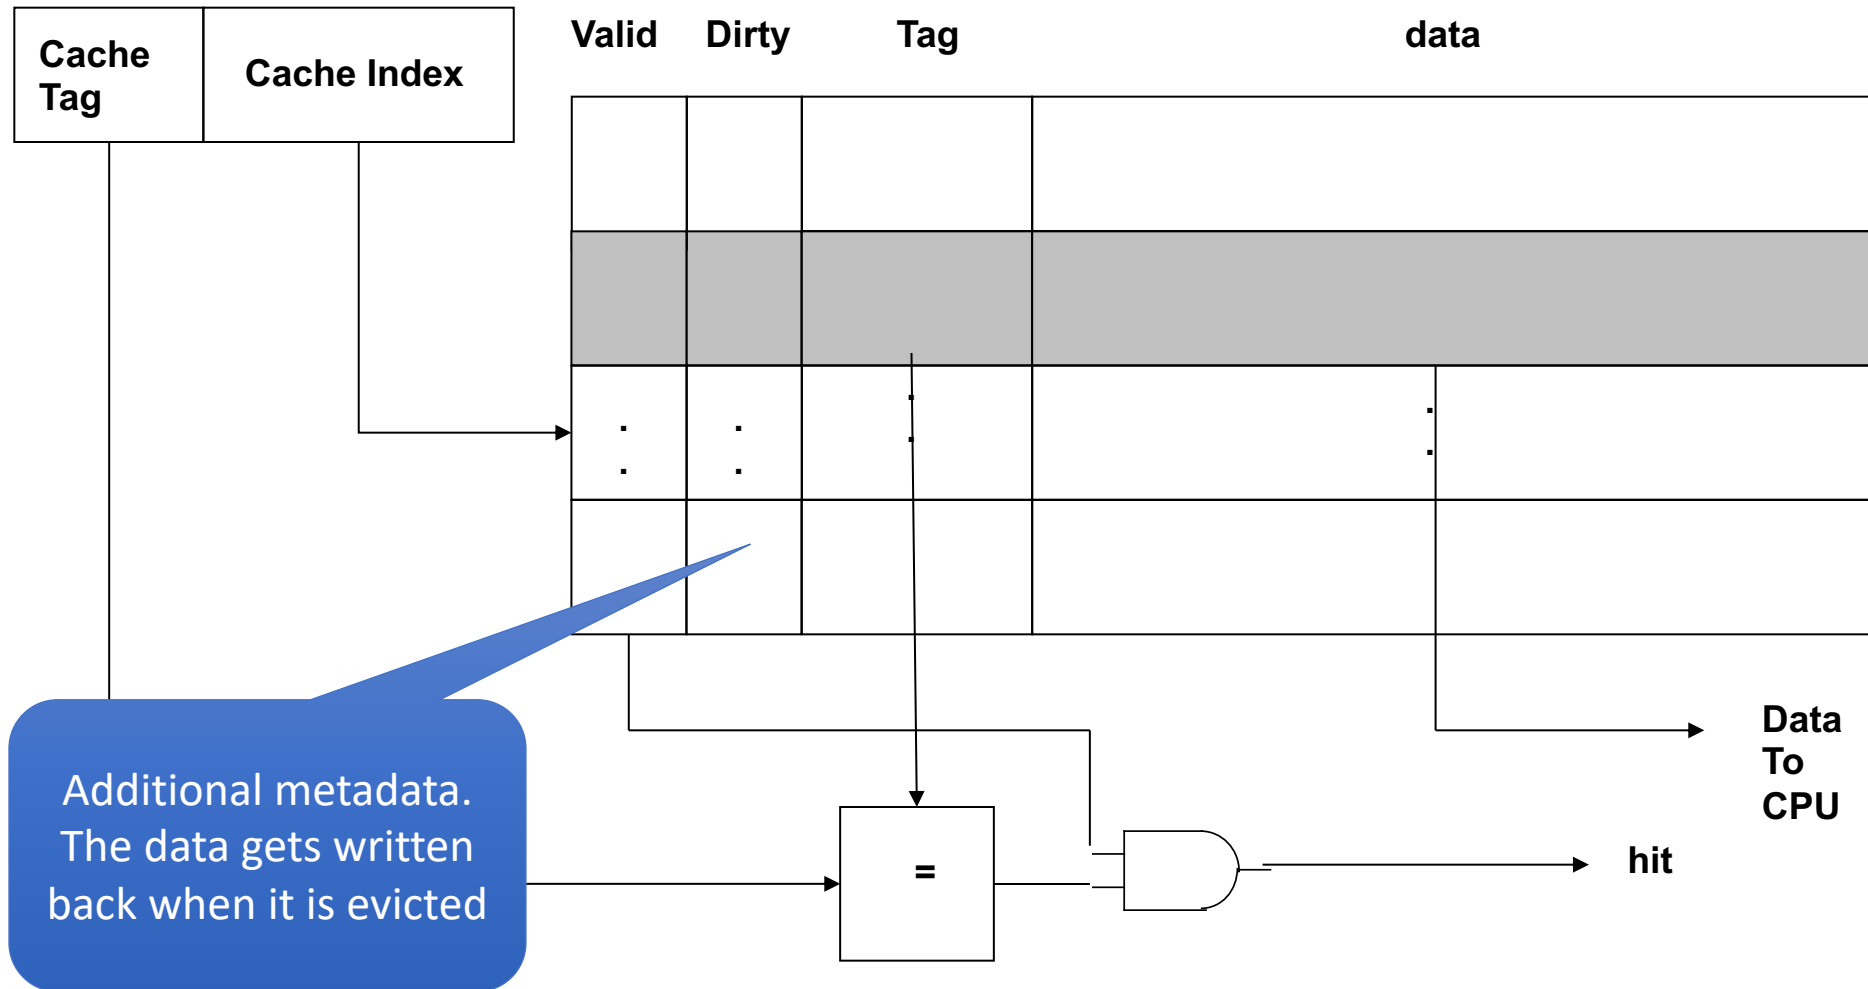 Cache
Tag
Cache Index
Valid Dirty Tag data
. . . .
. . . .
Data
To
CPU
Additional metadata.
The data gets written
back when it is evicted
=
hit